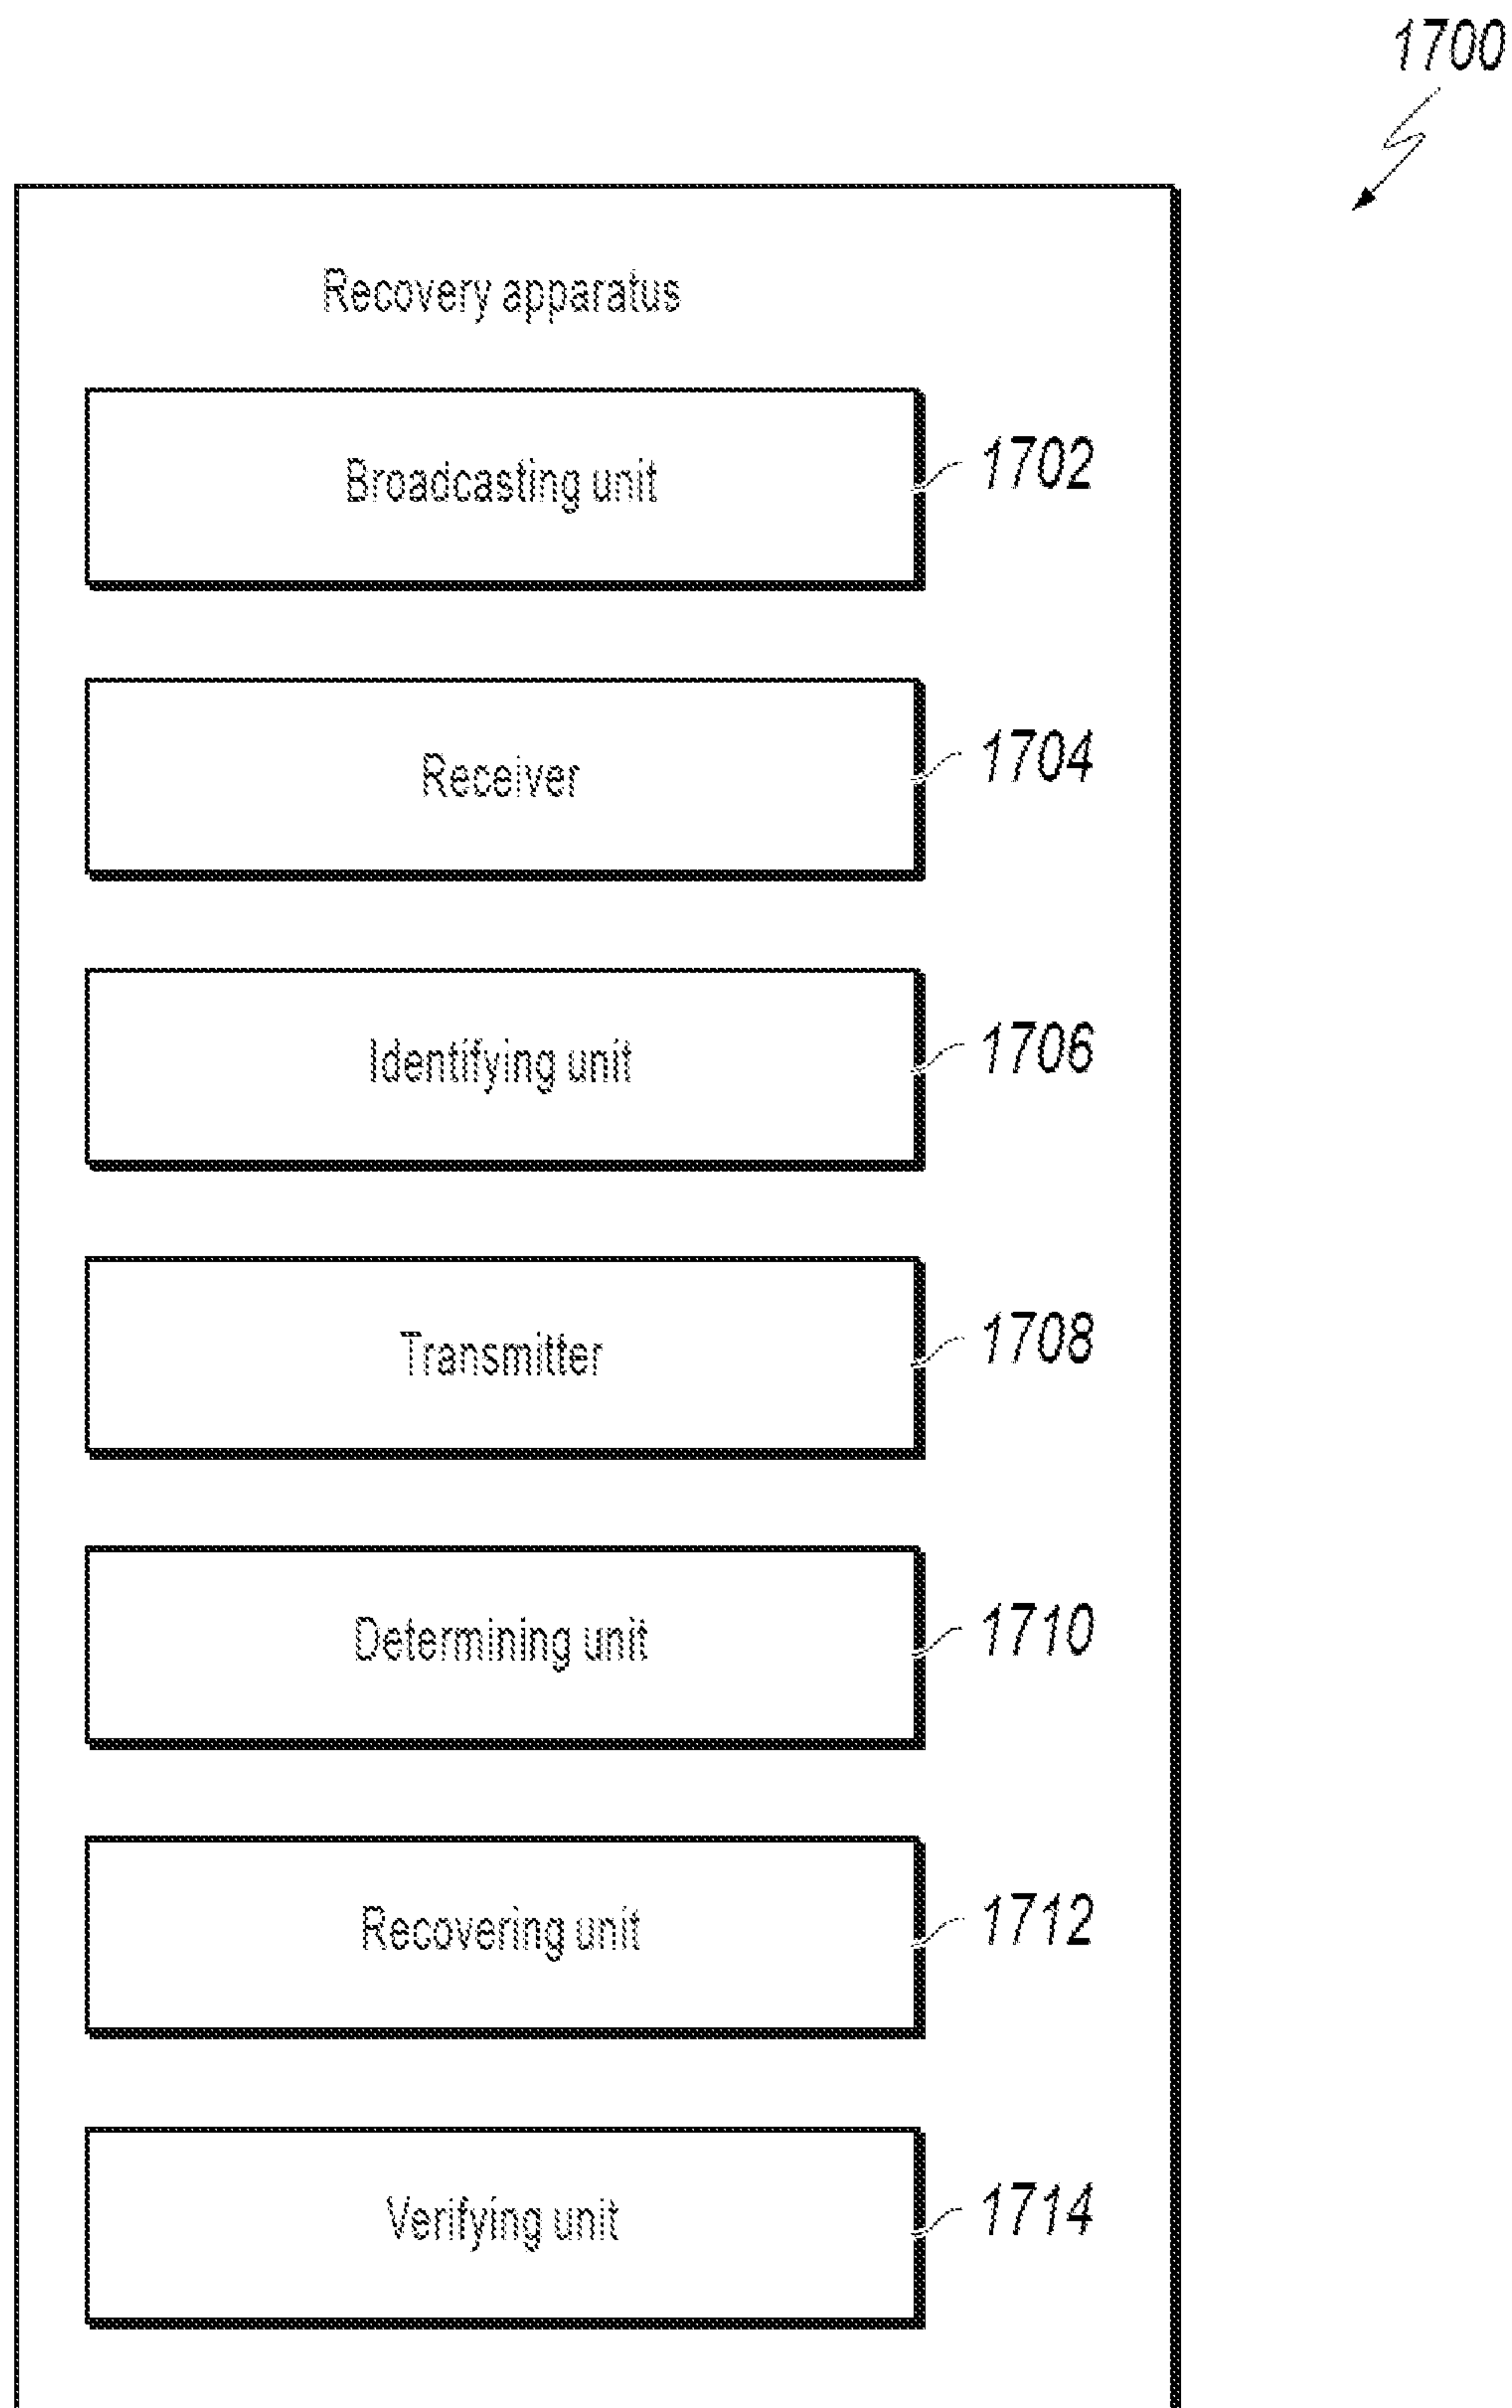 1700
Recovery apparatus
Broadcasting unit
1702
Receiver
1704
Identifying unit
1706
Transmitter
1708
Determining unit
1710
Recovering unit
1712
Verifying unit
1714